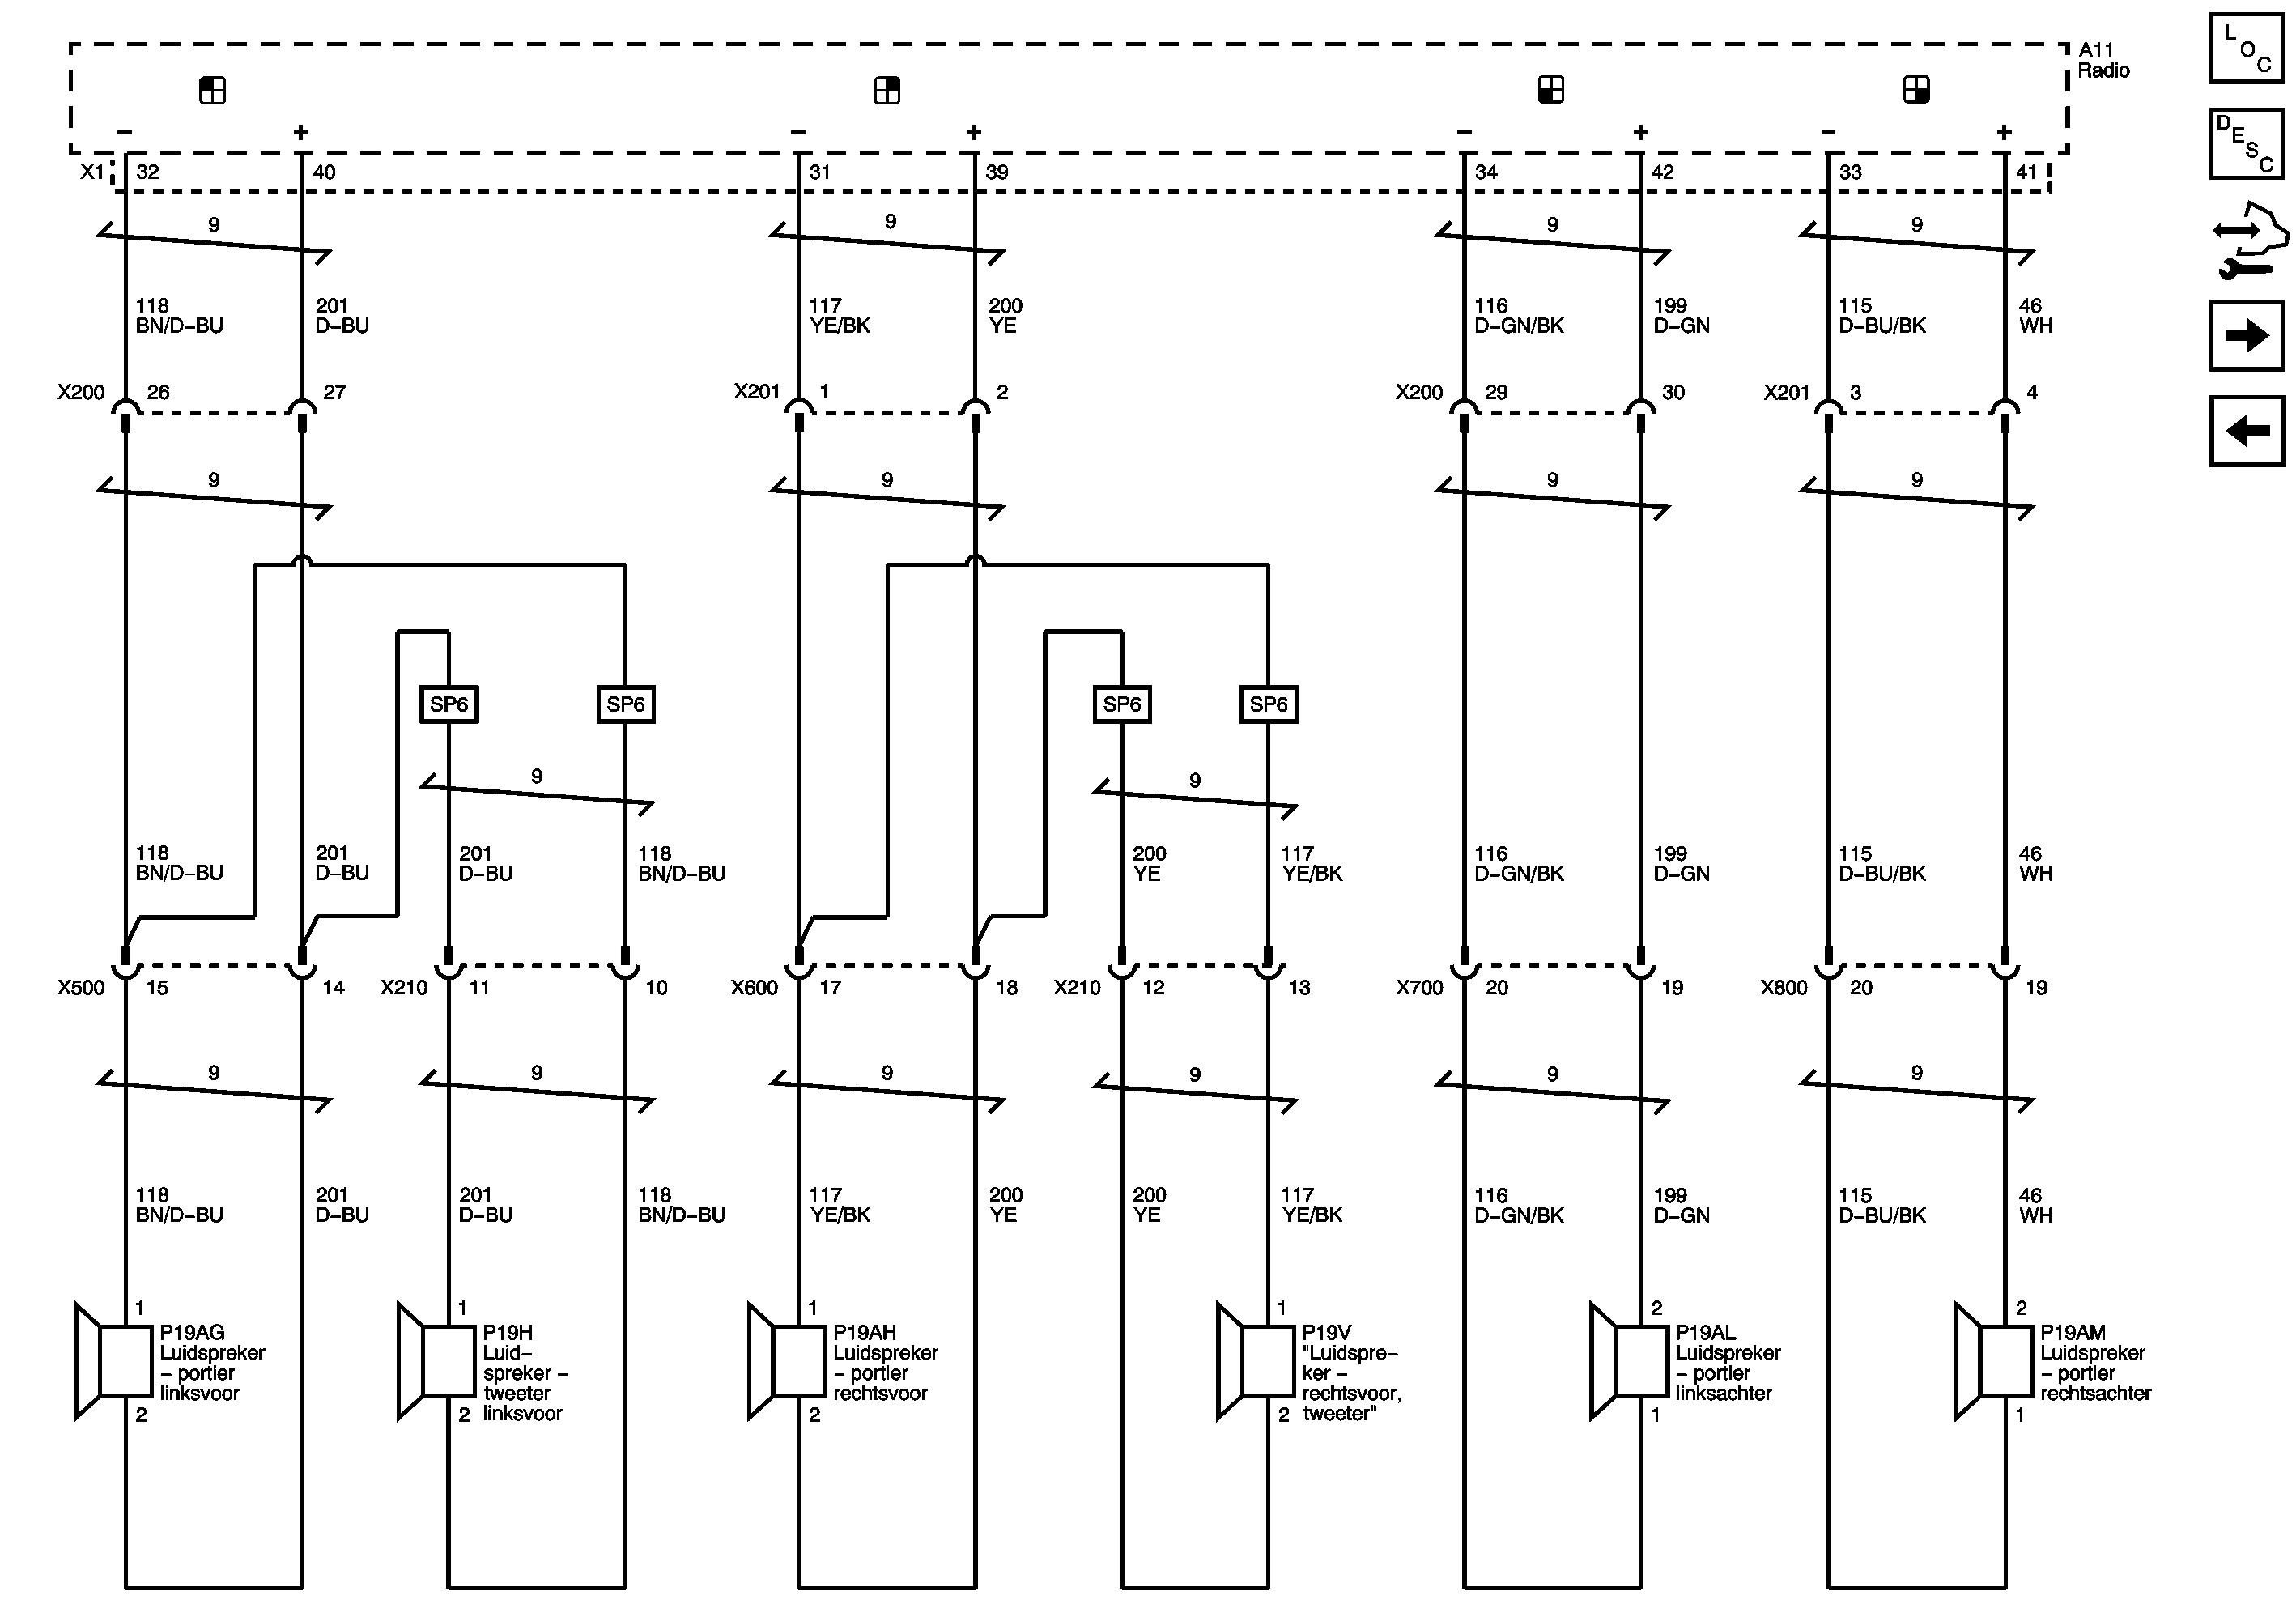 A11
Radio
L
O
C
D
E
S
C
− + − + − + − +
X1 32 40 31 39 34 42 33 41
9 9 9 9
118 201 117 200 116 199 115 46
BN/D−BU D−BU YE/BK YE D−GN/BK D−GN D−BU/BK WH
X200 26 27 X201 1 2 X200 29 30 X201 3 4
9 9 9 9
SP6 SP6 SP6 SP6
9 9
118 201 201 118 200 117 116 199 115 46
BN/D−BU D−BU D−BU BN/D−BU YE YE/BK D−GN/BK D−GN D−BU/BK WH
X500 15 14 X210 11 10 X600 17 18 X210 12 13 X700 20 19 X800 20 19
9 9 9 9 9 9
118 201 201 118 117 200 200 117 116 199 115 46
BN/D−BU D−BU D−BU BN/D−BU YE/BK YE YE YE/BK D−GN/BK D−GN D−BU/BK WH
1
P19AG
Luidspreker
− portier
linksvoor
2
1
P19H
Luid−
spreker −
tweeter
linksvoor
2
1
P19AH
Luidspreker
− portier
rechtsvoor
2
1
P19V
"Luidspre−
ker −
rechtsvoor,
tweeter"
2
2
P19AL
Luidspreker
− portier
linksachter
1
2
P19AM
Luidspreker
− portier
rechtsachter
1